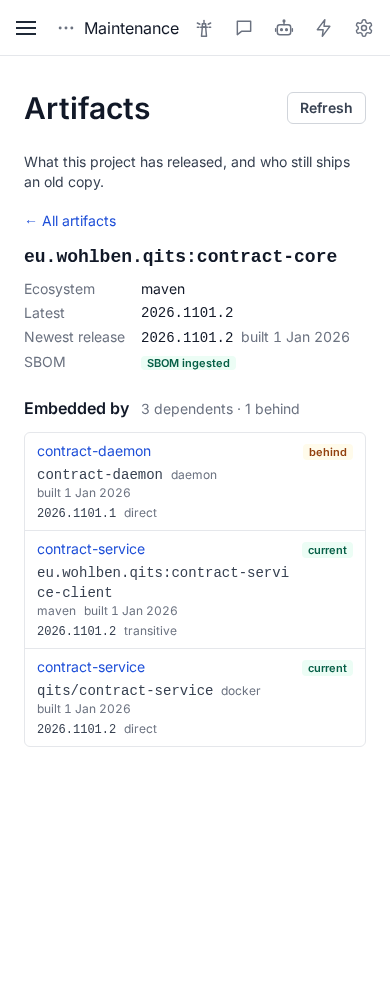 Maintenance
Artifacts
Refresh
What this project has released, and who still ships
an old copy.
← All artifacts
eu.wohlben.qits:contract-core
Ecosystem maven
Latest 2026.1101.2
Newest release 2026.1101.2 built 1 Jan 2026
SBOM SBOM ingested
Embedded by 3 dependents · 1 behind
contract-daemon behind
contract-daemon daemon
built 1 Jan 2026
2026.1101.1 direct
contract-service current
eu.wohlben.qits:contract-servi
ce-client
maven built 1 Jan 2026
2026.1101.2 transitive
contract-service current
qits/contract-service docker
built 1 Jan 2026
2026.1101.2 direct